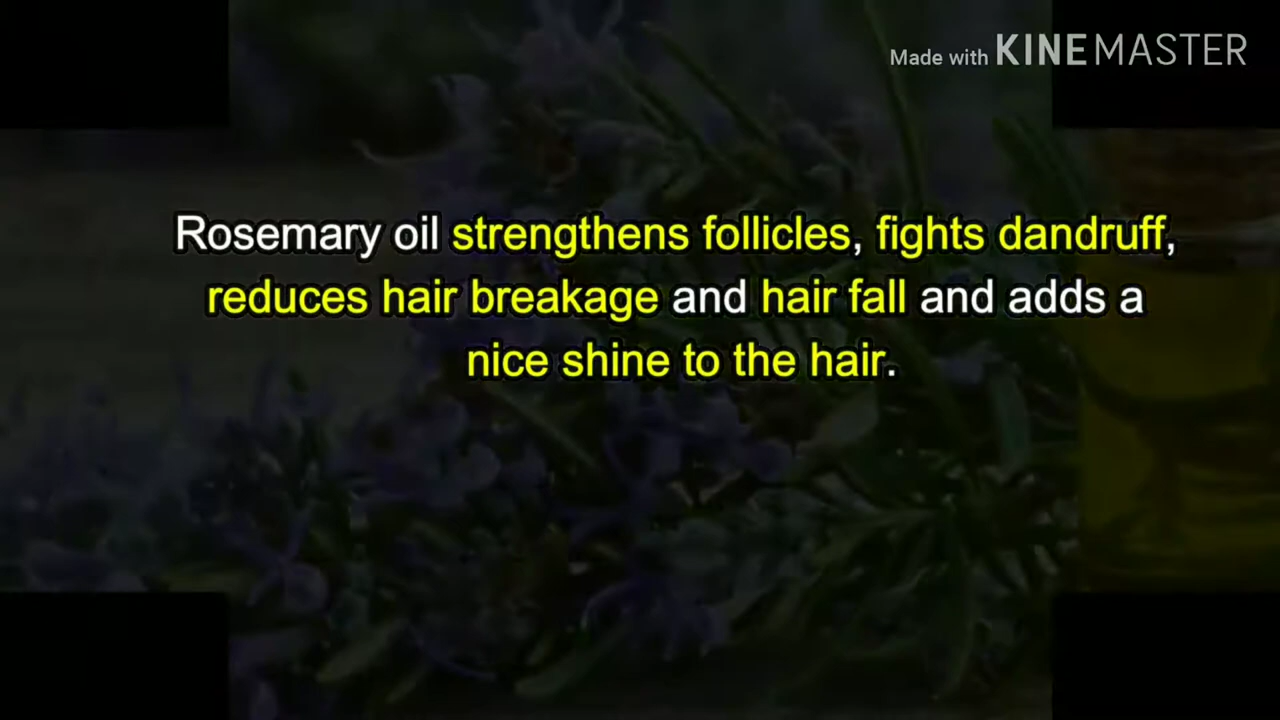 Made with KINEMASTER
Rosemary oil strengthens follicles, fights dandruff,
reduces hair breakage and hair fall and adds a
nice shine to the hair.